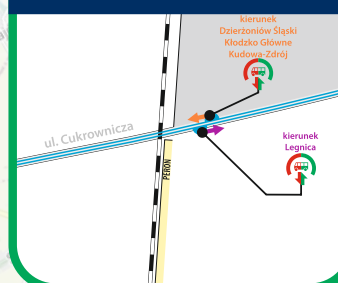 kierunek
Dzierżoniów Śląski
Kłodzko Główne
Kudowa-Zdrój
ul. Cukrownicza
kierunek
Legnica
PERON